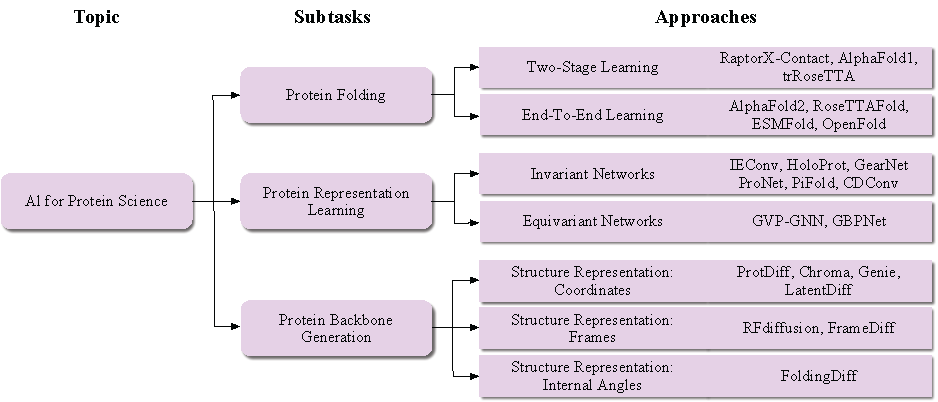 Topic
Subtasks
Approaches
AI for Protein Science
Protein Folding
Two-Stage Learning
RaptorX-Contact, AlphaFold1,
trRoseTTA
End-To-End Learning
AlphaFold2, RoseTTAFold,
ESMFold, OpenFold
Protein Representation
Learning
Invariant Networks
IEConv, HoloProt, GearNet
ProNet, PiFold, CDConv
Equivariant Networks
GVP-GNN, GBPNet
Protein Backbone
Generation
Structure Representation:
Coordinates
ProtDiff, Chroma, Genie,
LatentDiff
Structure Representation:
Frames
RFdiffusion, FrameDiff
Structure Representation:
Internal Angles
FoldingDiff